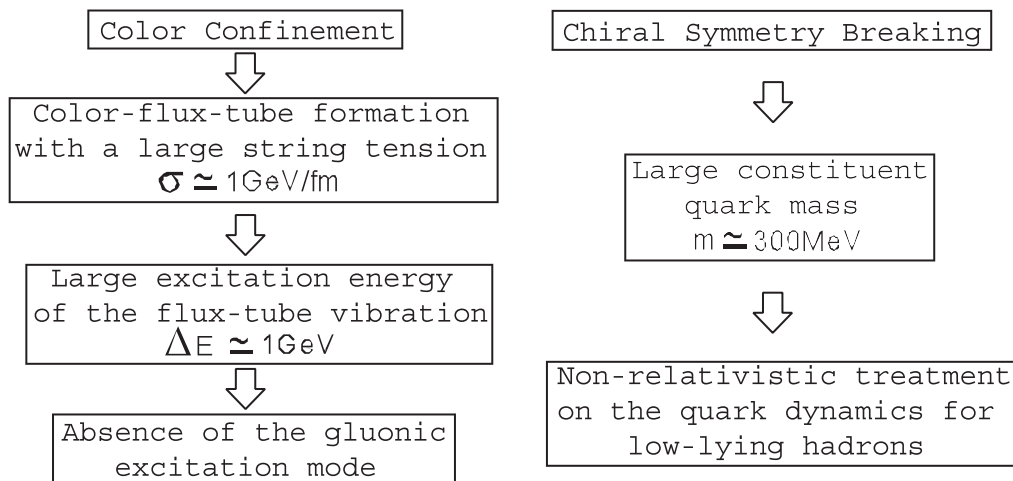 Color Confinement
Color-flux-tube formation
with a large string tension
σ ≃ 1GeV/fm
Large excitation energy
of the flux-tube vibration
ΔE ≃ 1GeV
Absence of the gluonic
excitation mode
Chiral Symmetry Breaking
Large constituent
quark mass
m ≃ 300MeV
Non-relativistic treatment
on the quark dynamics for
low-lying hadrons